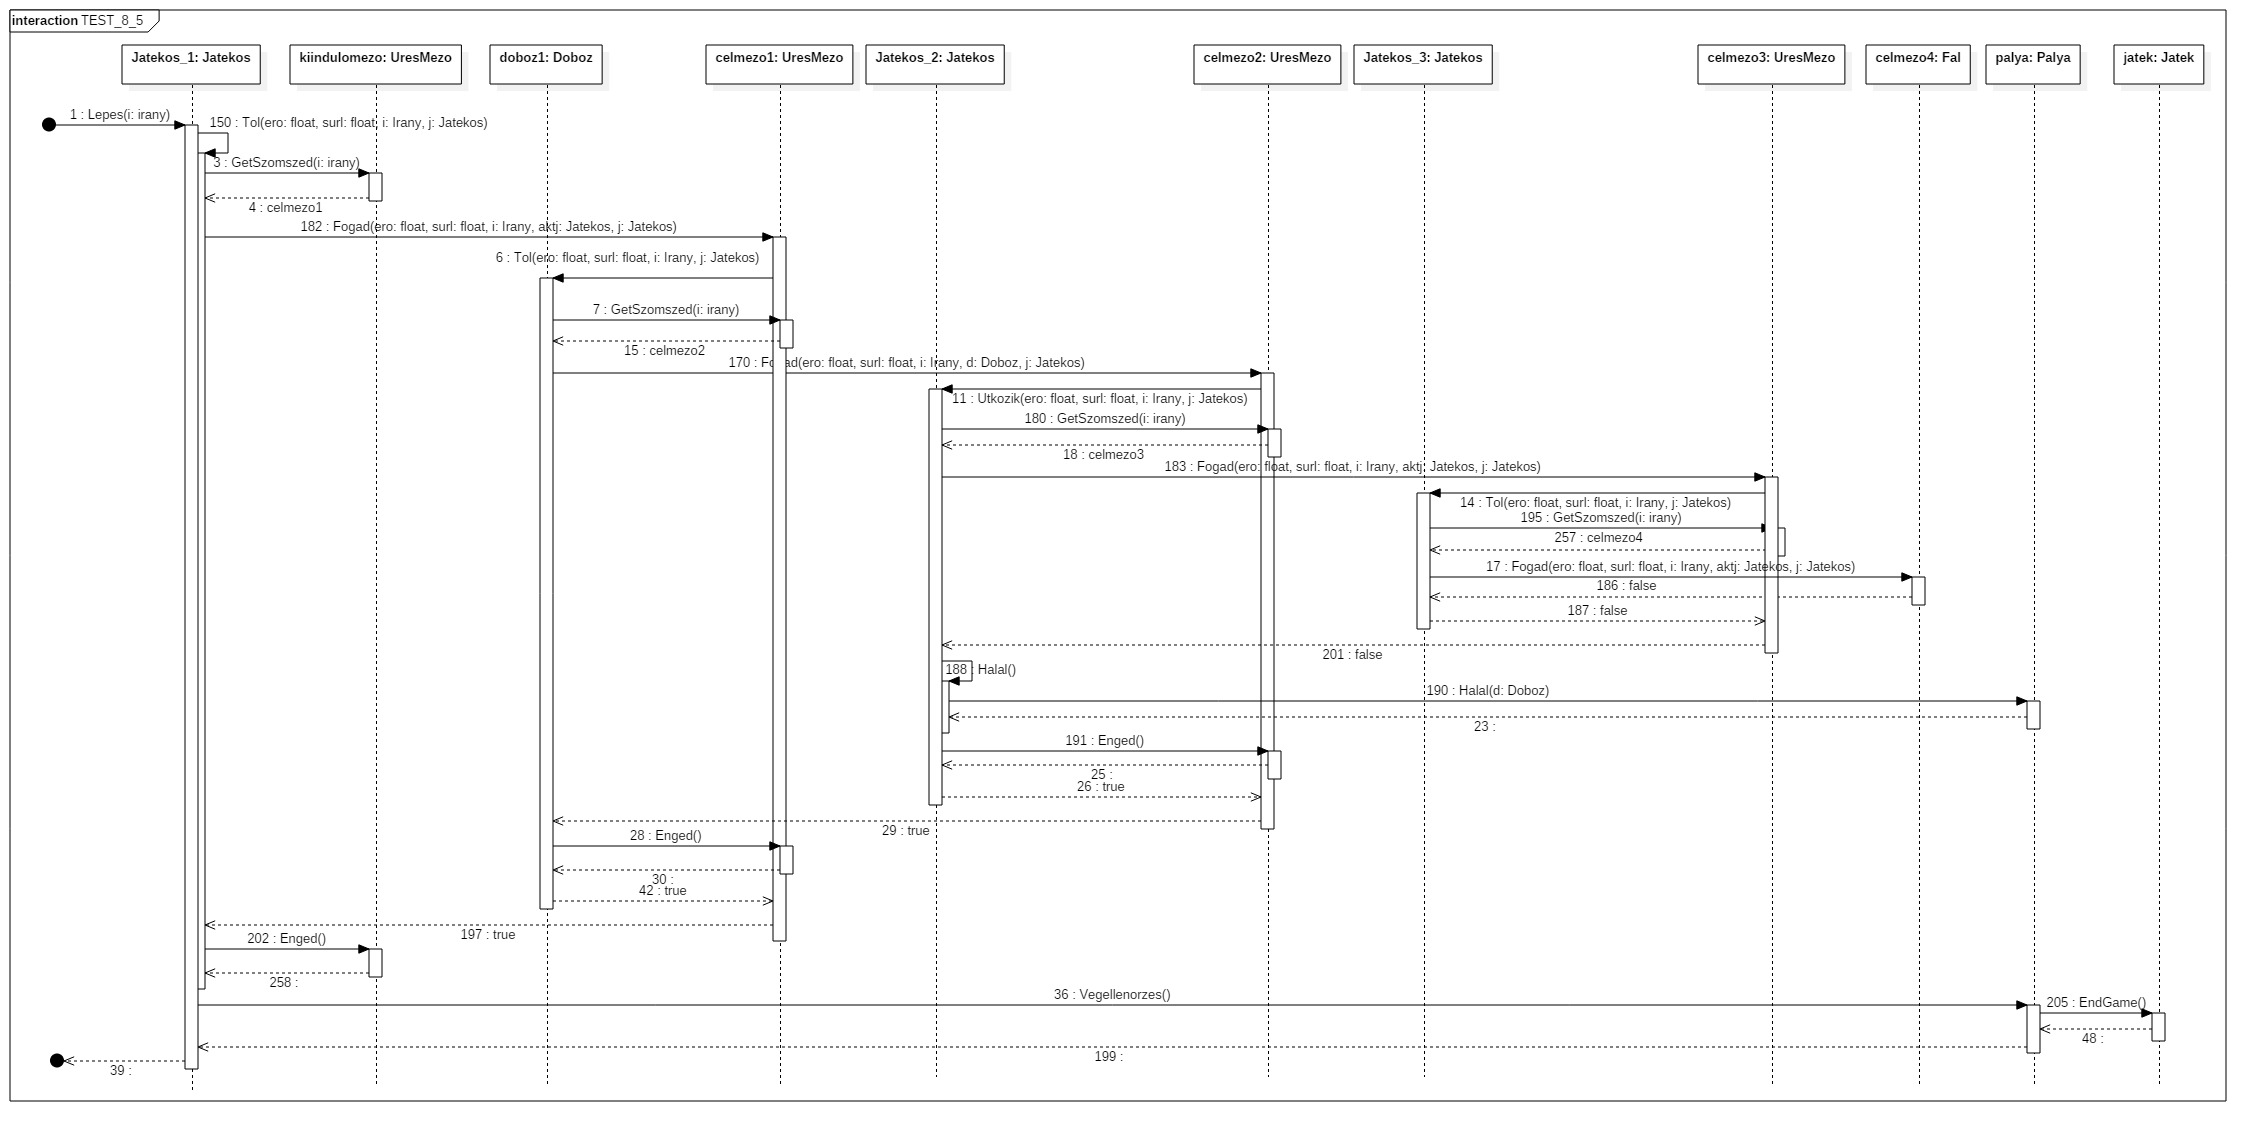 interaction TEST_8_5
Jatekos_1: Jatekos
kiindulomezo: UresMezo
doboz1: Doboz
celmezo1: UresMezo
Jatekos_2: Jatekos
celmezo2: UresMezo
Jatekos_3: Jatekos
celmezo3: UresMezo
celmezo4: Fal
palya: Palya
jatek: Jatek
1 : Lepes(i: irany)
150 : Tol(ero: float, surl: float, i: Irany, j: Jatekos)
3 : GetSzomszed(i: irany)
4 : celmezo1
182 : Fogad(ero: float, surl: float, i: Irany, aktj: Jatekos, j: Jatekos)
6 : Tol(ero: float, surl: float, i: Irany, j: Jatekos)
7 : GetSzomszed(i: irany)
15 : celmezo2
170 : Fogad(ero: float, surl: float, i: Irany, d: Doboz, j: Jatekos)
11 : Utkozik(ero: float, surl: float, i: Irany, j: Jatekos)
180 : GetSzomszed(i: irany)
18 : celmezo3
183 : Fogad(ero: float, surl: float, i: Irany, aktj: Jatekos, j: Jatekos)
14 : Tol(ero: float, surl: float, i: Irany, j: Jatekos)
195 : GetSzomszed(i: irany)
257 : celmezo4
17 : Fogad(ero: float, surl: float, i: Irany, aktj: Jatekos, j: Jatekos)
186 : false
187 : false
201 : false
188 : Halal()
190 : Halal(d: Doboz)
23 :
191 : Enged()
25 :
26 : true
29 : true
28 : Enged()
30 :
42 : true
197 : true
202 : Enged()
258 :
36 : Vegellenorzes()
205 : EndGame()
48 :
199 :
39 :